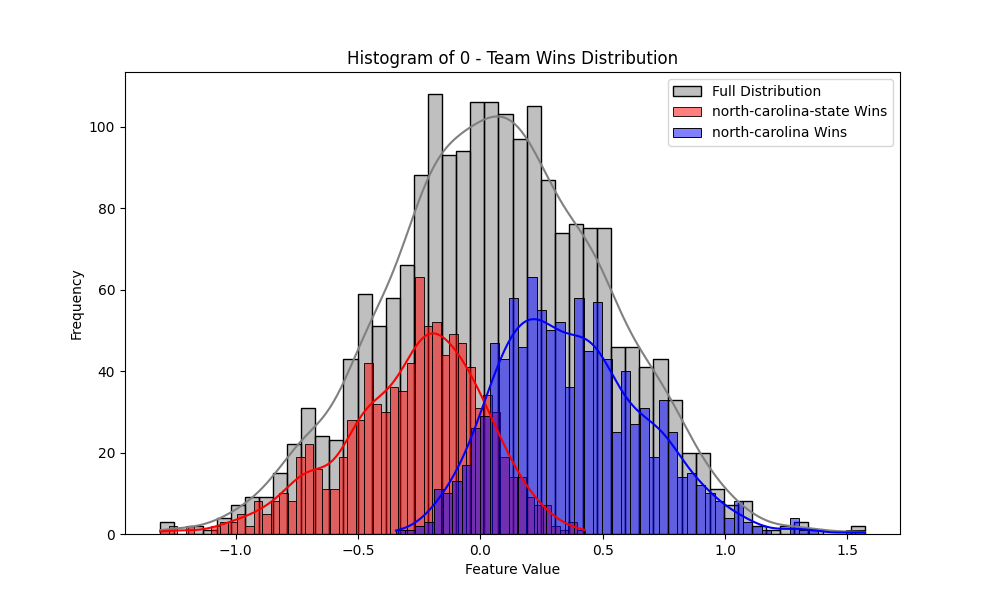 Histogram of 0 - Team Wins Distribution
Full Distribution
north-carolina-state Wins
north-carolina Wins
Frequency
100
80
60
40
20
0
−1.0
−0.5
0.0
0.5
1.0
1.5
Feature Value